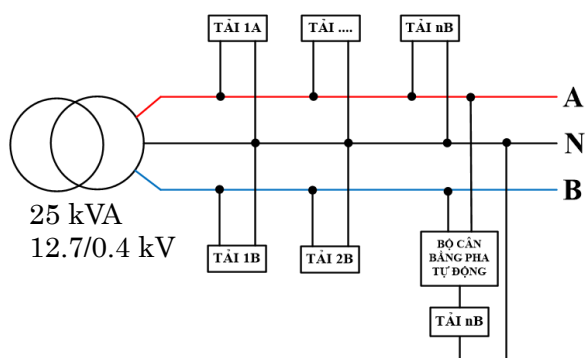 TẢI 1A
TẢI ....
TẢI nB
A
N
B
25 kVA
12.7/0.4 kV
TẢI 1B
TẢI 2B
BỘ CÂN
BẰNG PHA
TỰ ĐỘNG
TẢI nB